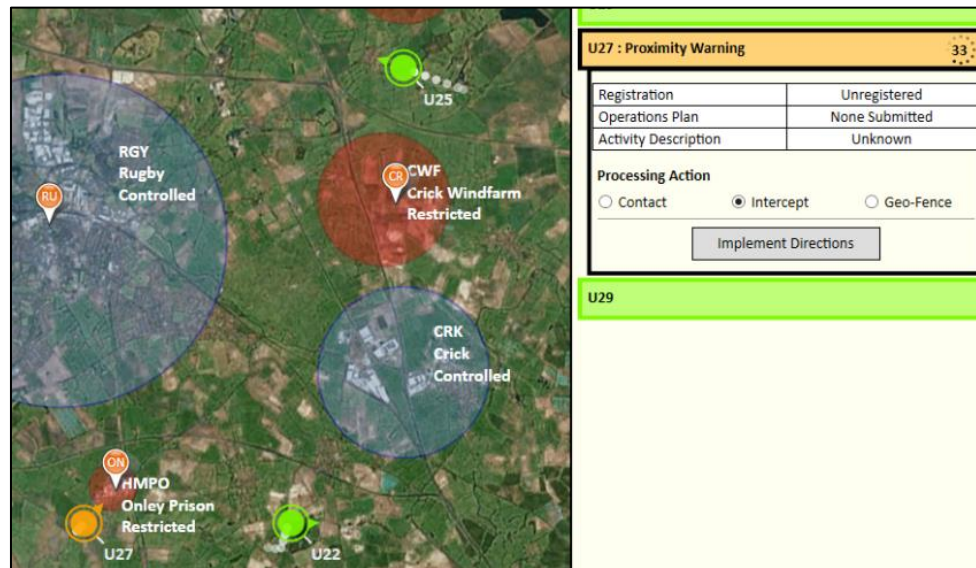 U25
RGY
Rugby
Controlled
RU
CR
CWF
Crick Windfarm
Restricted
CRK
Crick
Controlled
ON
HMPO
Onley Prison
Restricted
U27
U22
U27 : Proximity Warning
33
Registration Unregistered
Operations Plan None Submitted
Activity Description Unknown
Processing Action
Contact Intercept Geo-Fence
Implement Directions
U29